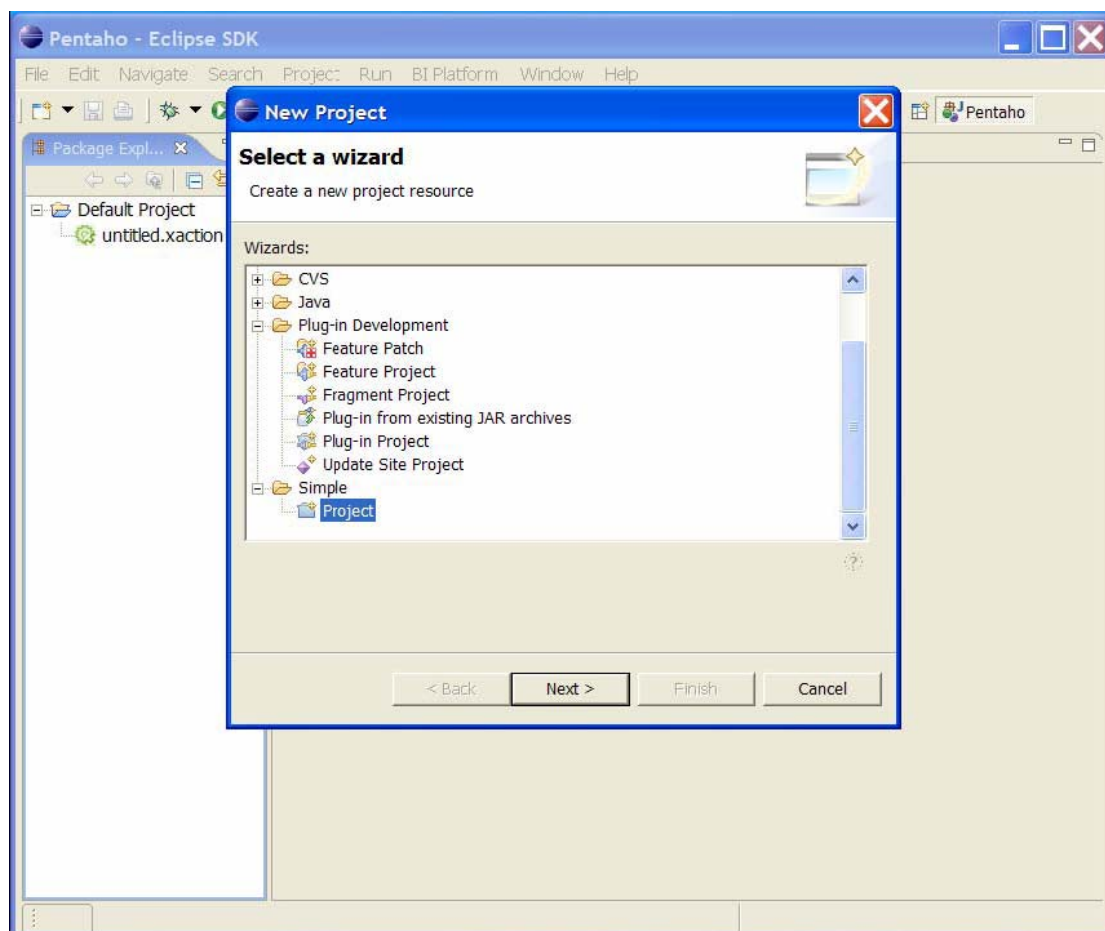 Pentaho - Eclipse SDK
File Edit Navigate Search Project Run BI Platform Window Help
New Project
Pentaho
Package Expl...
Select a wizard
Create a new project resource
Default Project
untitled.xaction
Wizards:
CVS
Java
Plug-in Development
Feature Patch
Feature Project
Fragment Project
Plug-in from existing JAR archives
Plug-in Project
Update Site Project
Simple
Project
< Back Next > Finish Cancel